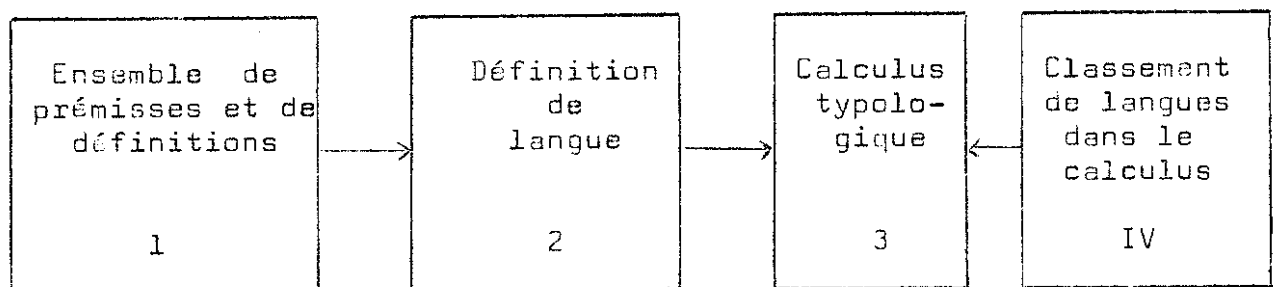 Ensemble de
prémisses et de
définitions
1
Définition
de
langue
2
Calculus
typolo-
gique
3
Classement
de langues
dans le
calculus
IV